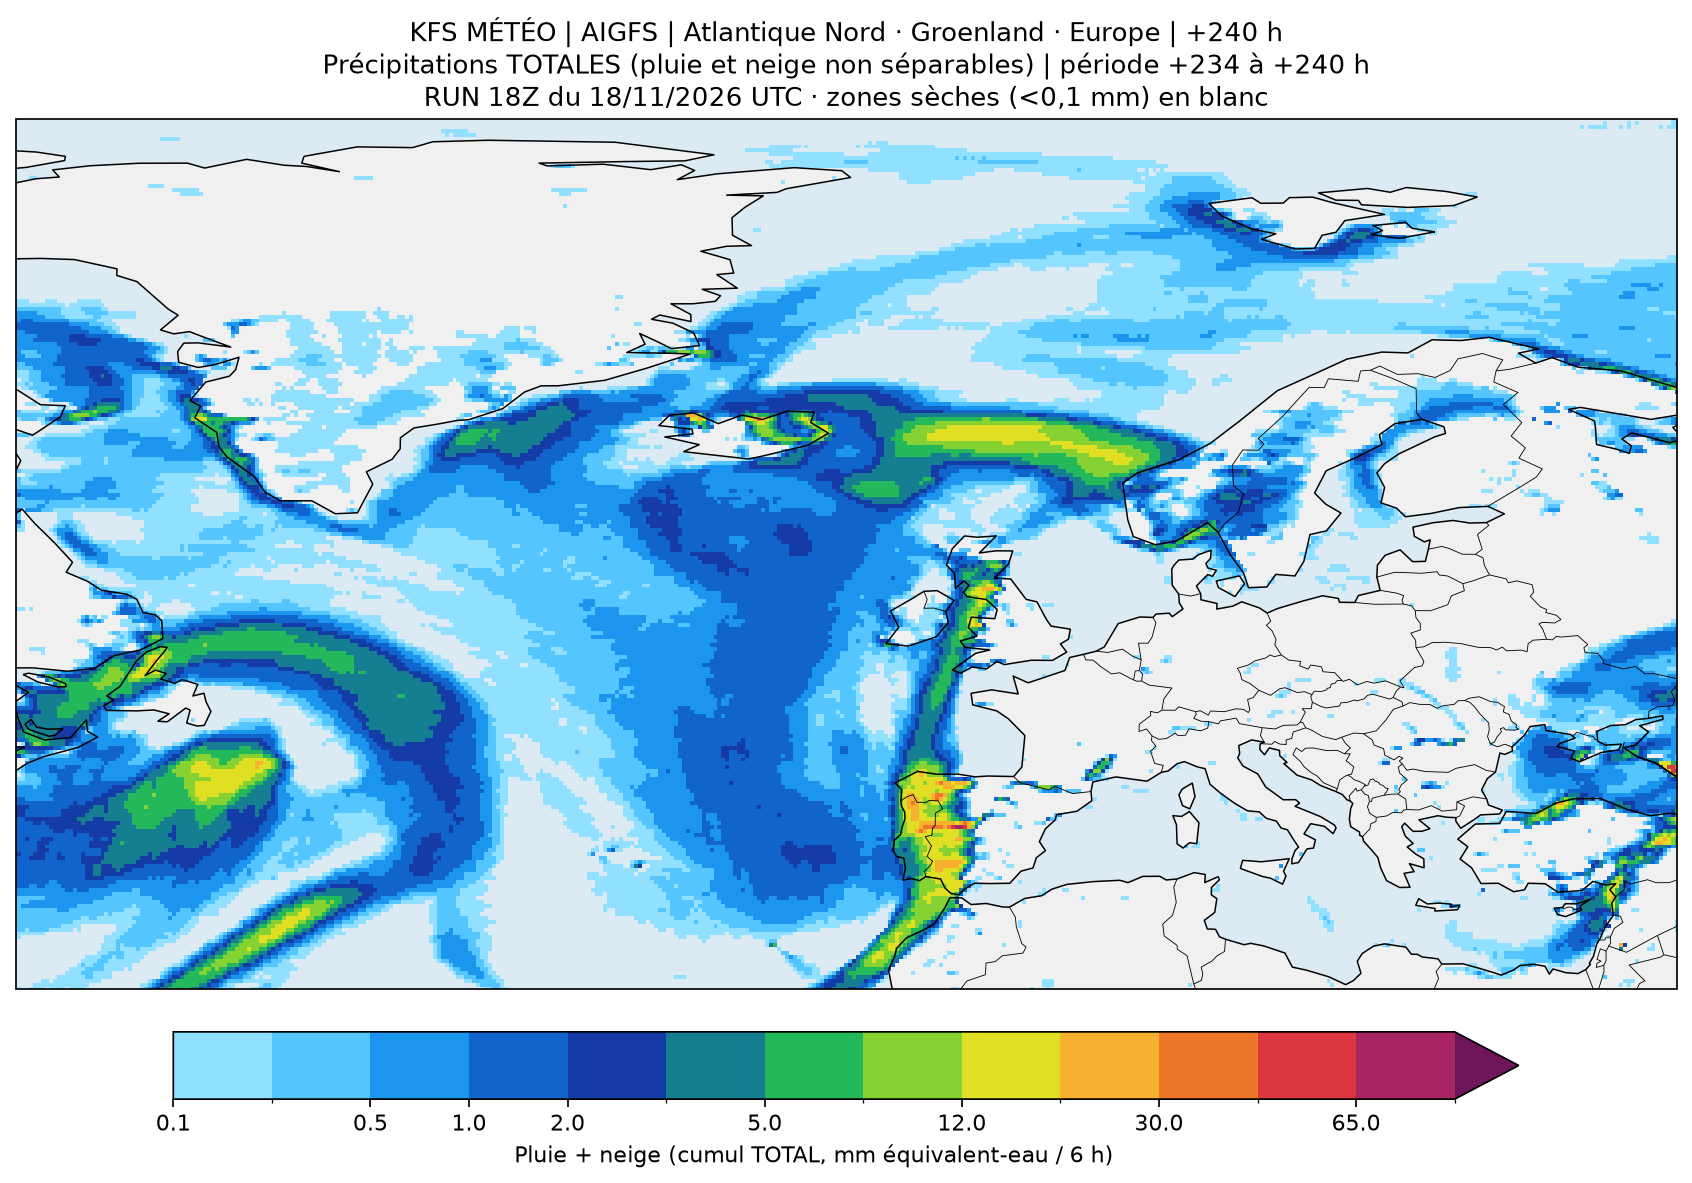 KFS MÉTÉO | AIGFS | Atlantique Nord · Groenland · Europe | +240 h
Précipitations TOTALES (pluie et neige non séparables) | période +234 à +240 h
RUN 18Z du 18/11/2026 UTC · zones sèches (<0,1 mm) en blanc
0.1 0.5 1.0 2.0 5.0 12.0 30.0 65.0
Pluie + neige (cumul TOTAL, mm équivalent-eau / 6 h)